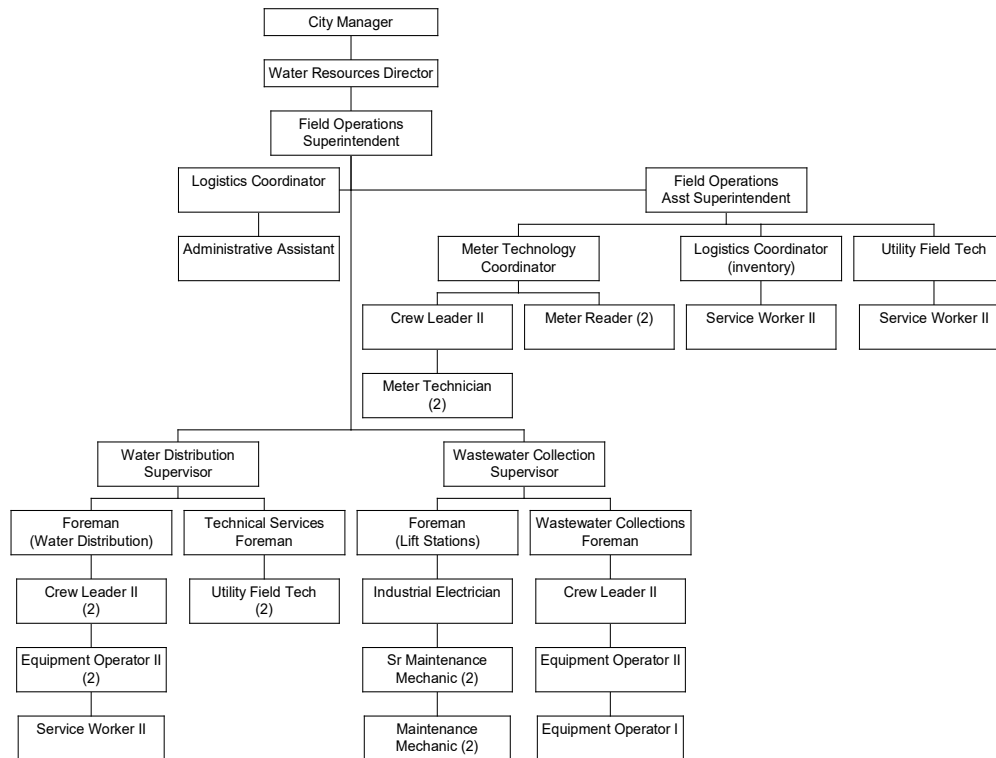 City Manager
Water Resources Director
Field Operations
Superintendent
Logistics Coordinator
Field Operations
Asst Superintendent
Administrative Assistant
Meter Technology
Coordinator
Logistics Coordinator
(inventory)
Utility Field Tech
Crew Leader II
Meter Reader (2)
Service Worker II
Service Worker II
Meter Technician
(2)
Water Distribution
Supervisor
Wastewater Collection
Supervisor
Foreman
(Water Distribution)
Technical Services
Foreman
Foreman
(Lift Stations)
Wastewater Collections
Foreman
Crew Leader II
(2)
Utility Field Tech
(2)
Industrial Electrician
Crew Leader II
Equipment Operator II
(2)
Sr Maintenance
Mechanic (2)
Equipment Operator II
Service Worker II
Maintenance
Mechanic (2)
Equipment Operator I